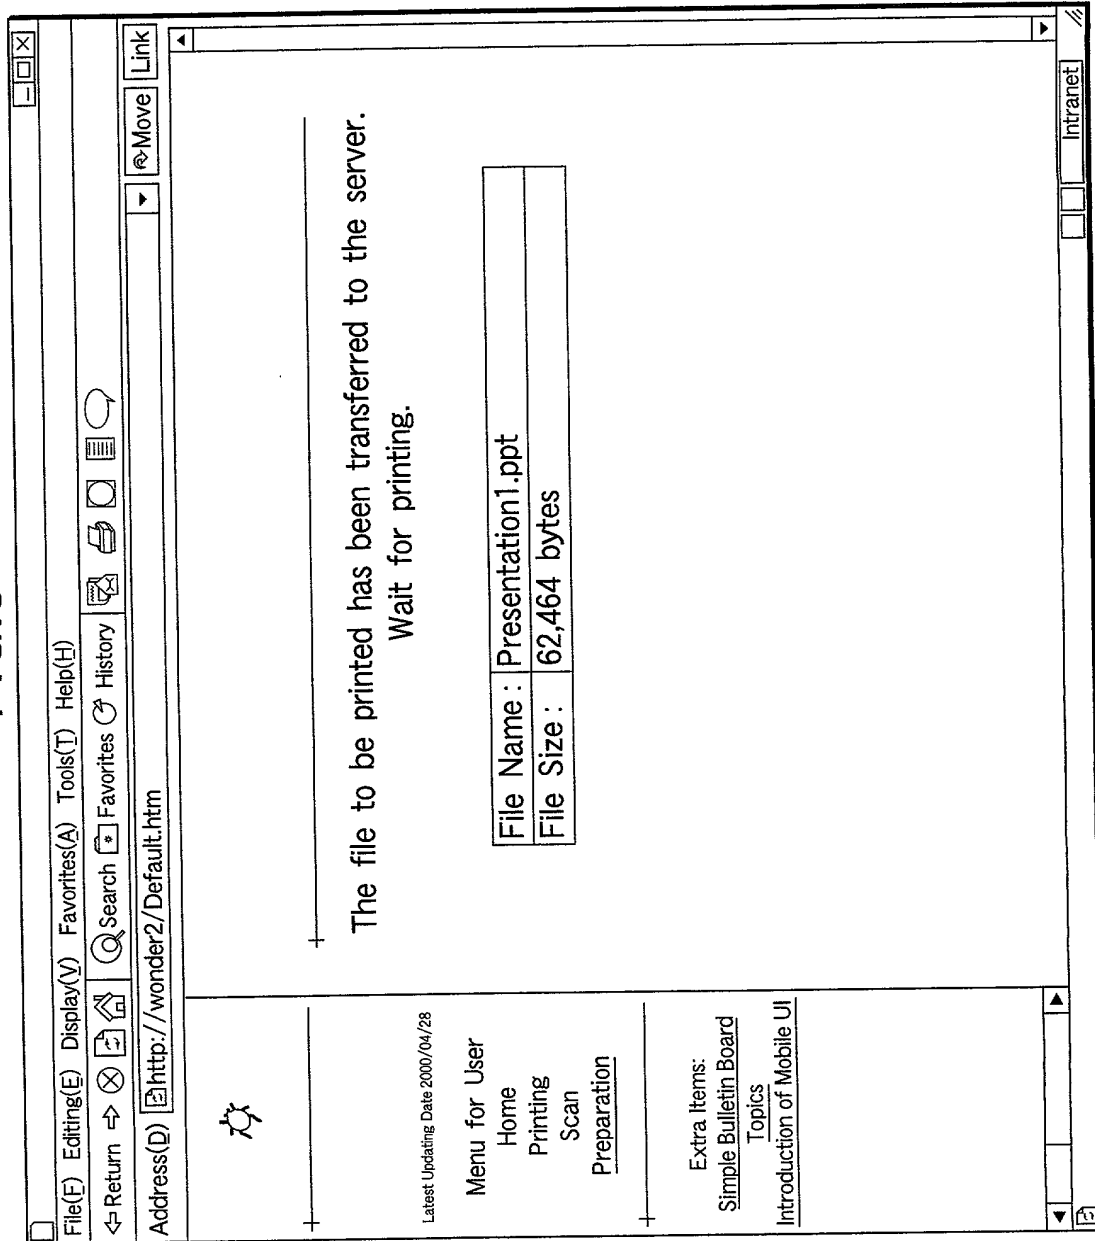 File(F) Editing(E) Display(V) Favorites(A) Tools(T) Help(H)
Return Search Favorites History
Address(D) http://wonder2/Default.htm Move Link
Latest Updating Date 2000/04/28
Menu for User
Home
Printing
Scan
Preparation
Extra Items:
Simple Bulletin Board
Topics
Introduction of Mobile UI
The file to be printed has been transferred to the server.
Wait for printing.
File Name : Presentation1.ppt
File Size : 62,464 bytes
Intranet